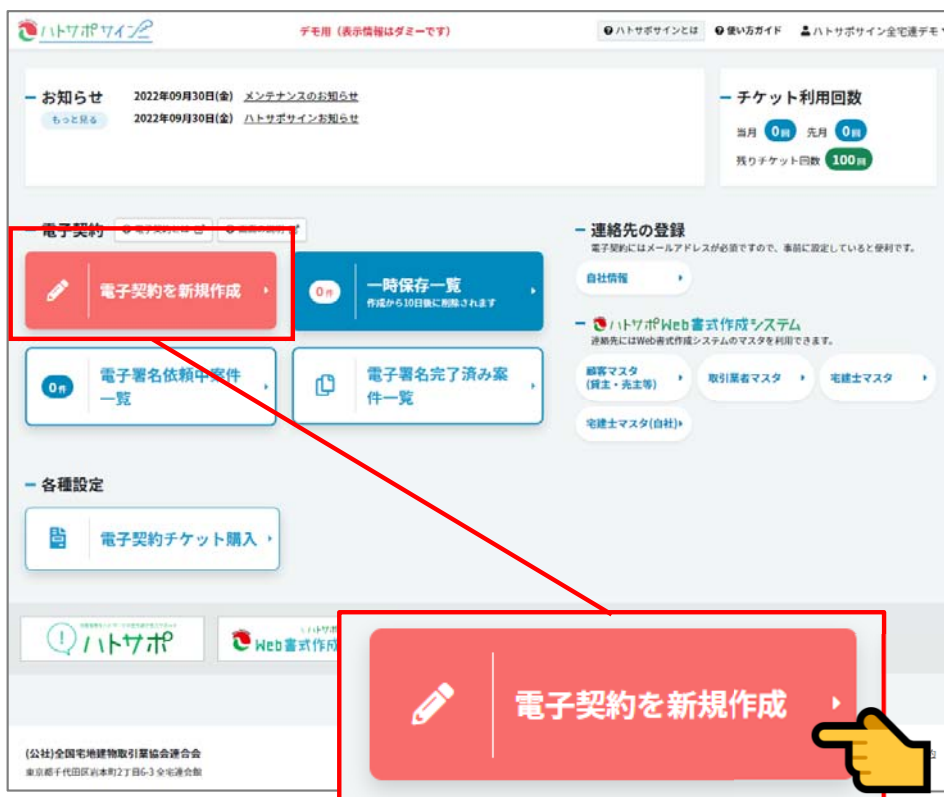 ハトサポサイン
デモ用（表示情報はダミーです）
ハトサポサインとは
使い方ガイド
ハトサポサイン全宅連デモ
お知らせ
もっと見る
2022年09月30日(金) メンテナンスのお知らせ
2022年09月30日(金) ハトサポサインお知らせ
チケット利用回数
当月 0回 先月 0回
残りチケット回数 100回
電子契約
電子契約を新規作成
0件
一時保存一覧
作成から10日後に削除されます
0件
電子署名依頼中案件
一覧
電子署名完了済み案
件一覧
連絡先の登録
電子契約にはメールアドレスが必須ですので、事前に設定していると便利です。
自社情報
ハトサポWeb書式作成システム
連絡先にはWeb書式作成システムのマスタを利用できます。
顧客マスタ
(貸主・売主等)
取引業者マスタ
宅建士マスタ
宅建士マスタ(自社)
各種設定
電子契約チケット購入
ハトサポ
Web書式作成
電子契約を新規作成
(公社)全国宅地建物取引業協会連合会
東京都千代田区岩本町2丁目6-3 全宅連会館